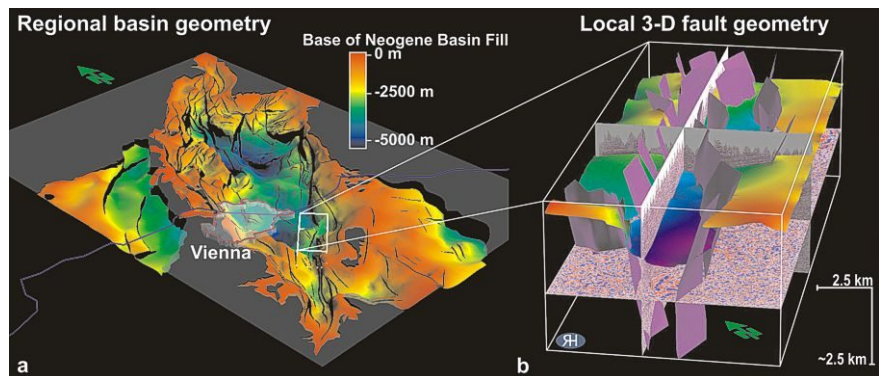 Regional basin geometry
Local 3-D fault geometry
Base of Neogene Basin Fill
0 m
-2500 m
-5000 m
Vienna
2.5 km
~2.5 km
a
b